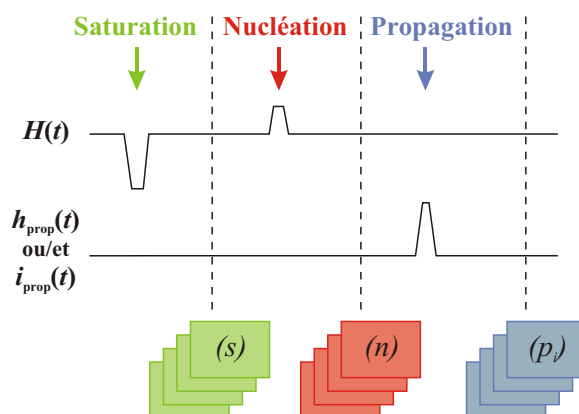 Saturation Nucléation Propagation
H(t)
hprop(t)
ou/et
iprop(t)
(s) (n) (pi)